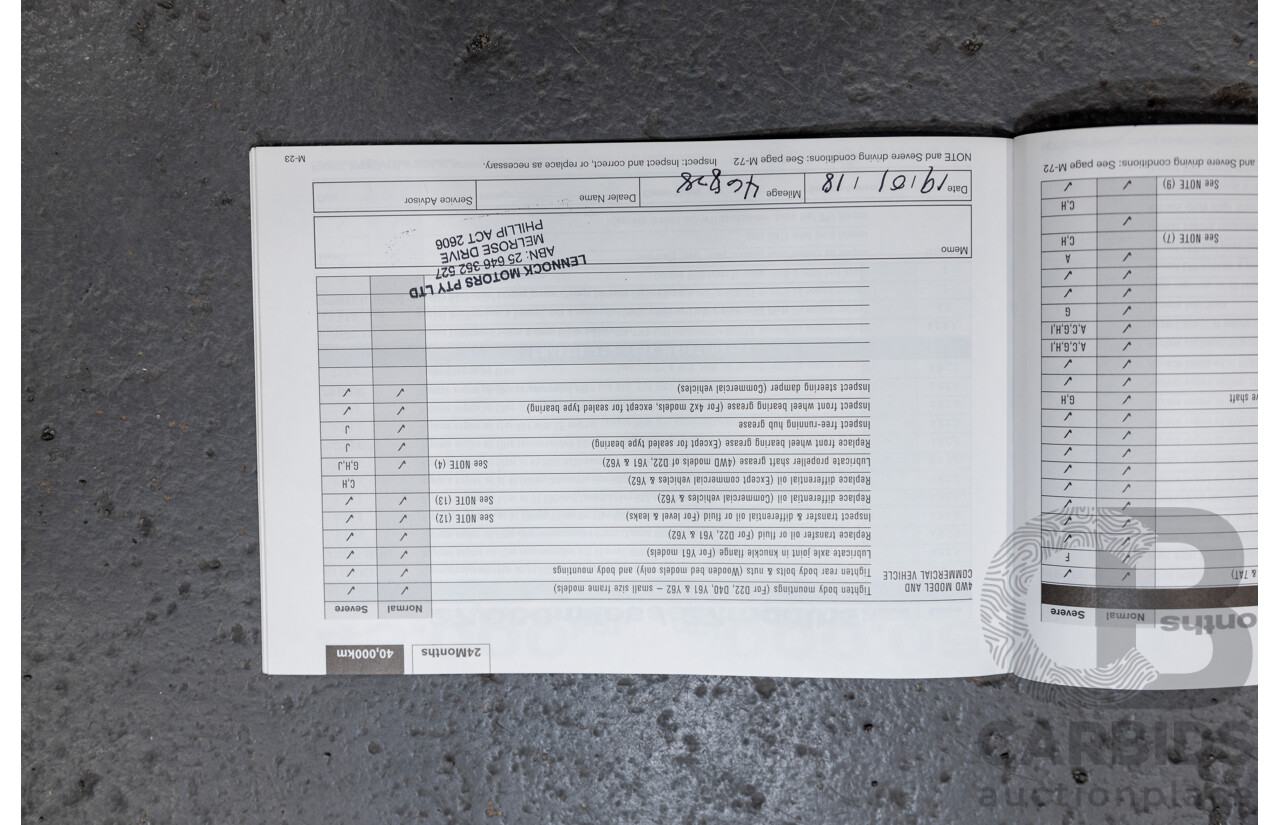 24Months 40,000km
Normal Severe
4WD MODEL AND COMMERCIAL VEHICLE
Tighten body mountings (For D22, D40, Y61 & Y62 – small size frame models) ✓ ✓
Tighten rear body bolts & nuts (Wooden bed models only) and body mountings ✓ ✓
Lubricate axle joint in knuckle flange (For Y61 models) ✓ ✓
Replace transfer oil or fluid (For D22, Y61 & Y62) ✓ ✓
Inspect transfer & differential oil or fluid (For level & leaks) See NOTE (12) ✓ ✓
Replace differential oil (Commercial vehicles & Y62) See NOTE (13) ✓ ✓
Replace differential oil (Except commercial vehicles & Y62) C,H
Lubricate propeller shaft grease (4WD models of D22, Y61 & Y62) See NOTE (4) ✓ G,H,J
Replace front wheel bearing grease (Except for sealed type bearing) ✓ J
Inspect free-running hub grease ✓ J
Inspect front wheel bearing grease (For 4x2 models, except for sealed type bearing) ✓ ✓
Inspect steering damper (Commercial vehicles) ✓ ✓
LENNOCK MOTORS PTY LTD
ABN: 25 646 352 527
MELROSE DRIVE
PHILLIP ACT 2606
Memo
Date 19/01/18 Mileage 46828 Dealer Name Service Advisor
NOTE and Severe driving conditions: See page M-72 Inspect: Inspect and correct, or replace as necessary.
M-23
onths
Normal Severe
& TAT) ✓ ✓
✓ F
✓ ✓
✓ ✓
✓ ✓
✓ ✓
✓ ✓
✓ ✓
✓ ✓
✓ ✓
ve shaft G,H
✓ ✓
✓ ✓
✓ A,C,G,H,I
✓ A,C,G,H,I
✓ G
✓ ✓
✓ ✓
✓ A
See NOTE (7) C,H
✓
C,H
See NOTE (9) ✓ ✓
and Severe driving conditions: See page M-72
CARBIDS
auctionplace